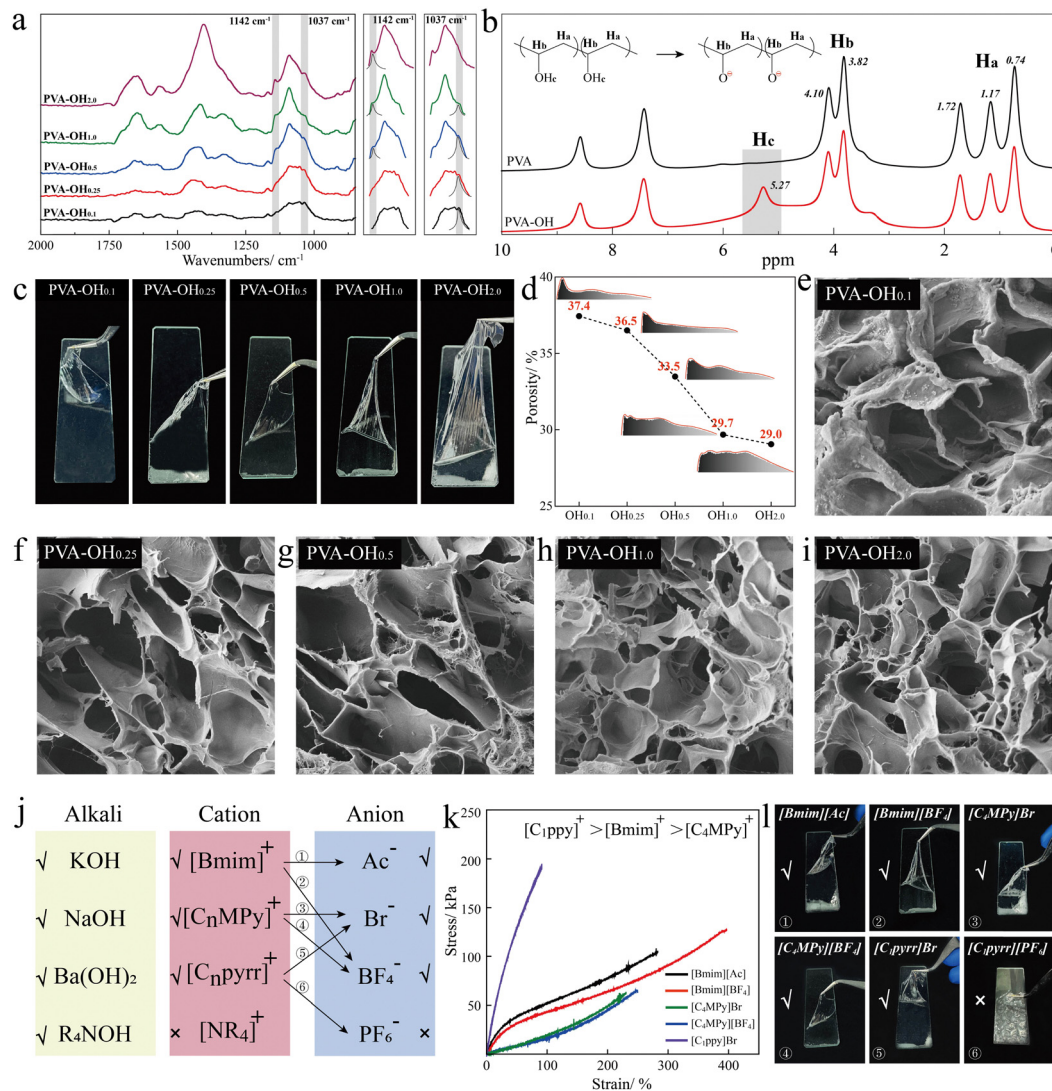 a
1142 cm⁻¹ 1037 cm⁻¹
1142 cm⁻¹
1037 cm⁻¹
PVA-OH2.0
PVA-OH1.0
PVA-OH0.5
PVA-OH0.25
PVA-OH0.1
2000 1500 1000
Wavenumbers/ cm⁻¹
b
Ha Ha Ha Ha
Hb Hb Hb Hb
OHc OHc O⊖ O⊖
Hb
3.82
4.10
Ha
0.74
1.17
1.72
Hc
5.27
PVA
PVA-OH
10 8 6 4 2 0
ppm
c
PVA-OH0.1
PVA-OH0.25
PVA-OH0.5
PVA-OH1.0
PVA-OH2.0
d
40
35
30
25
Porosity/ %
37.4
36.5
33.5
29.7
29.0
OH0.1 OH0.25 OH0.5 OH1.0 OH2.0
e
PVA-OH0.1
f
PVA-OH0.25
g
PVA-OH0.5
h
PVA-OH1.0
i
PVA-OH2.0
j
Alkali Cation Anion
√ KOH √ [Bmim]⁺ ① Ac⁻ √
②
√ NaOH √ [CnMPy]⁺ ③ Br⁻ √
④
√ Ba(OH)₂ √ [Cnpyrr]⁺ ⑤ BF₄⁻ √
⑥
√ R₄NOH × [NR₄]⁺ PF₆⁻ ×
k
[C₁ppy]⁺ >[Bmim]⁺ >[C₄MPy]⁺
250
200
150
100
50
0
Stress/ kPa
[Bmim][Ac]
[Bmim][BF₄]
[C₄MPy]Br
[C₄MPy][BF₄]
[C₁ppy]Br
0 100 200 300 400
Strain/ %
l
[Bmim][Ac]
√
①
[Bmim][BF₄]
√
②
[C₄MPy]Br
√
③
[C₄MPy][BF₄]
√
④
[C₁pyrr]Br
√
⑤
[C₁pyrr][PF₆]
×
⑥